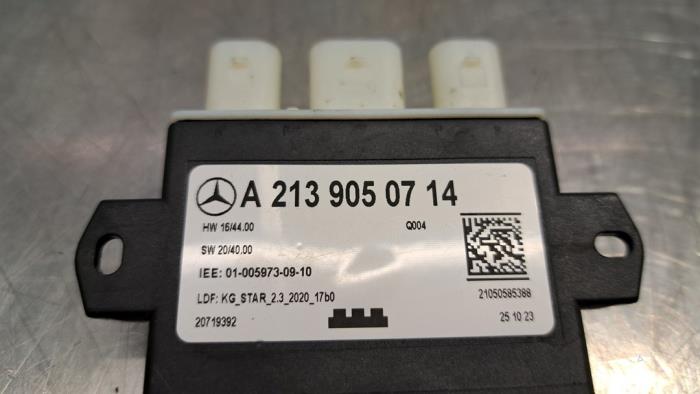 A 213 905 07 14
HW 16/44.00 Q004
SW 20/40.00
IEE: 01-005973-09-10
LDF: KG_STAR_2.3_2020_17b0 21050585388
20719392 25 10 23